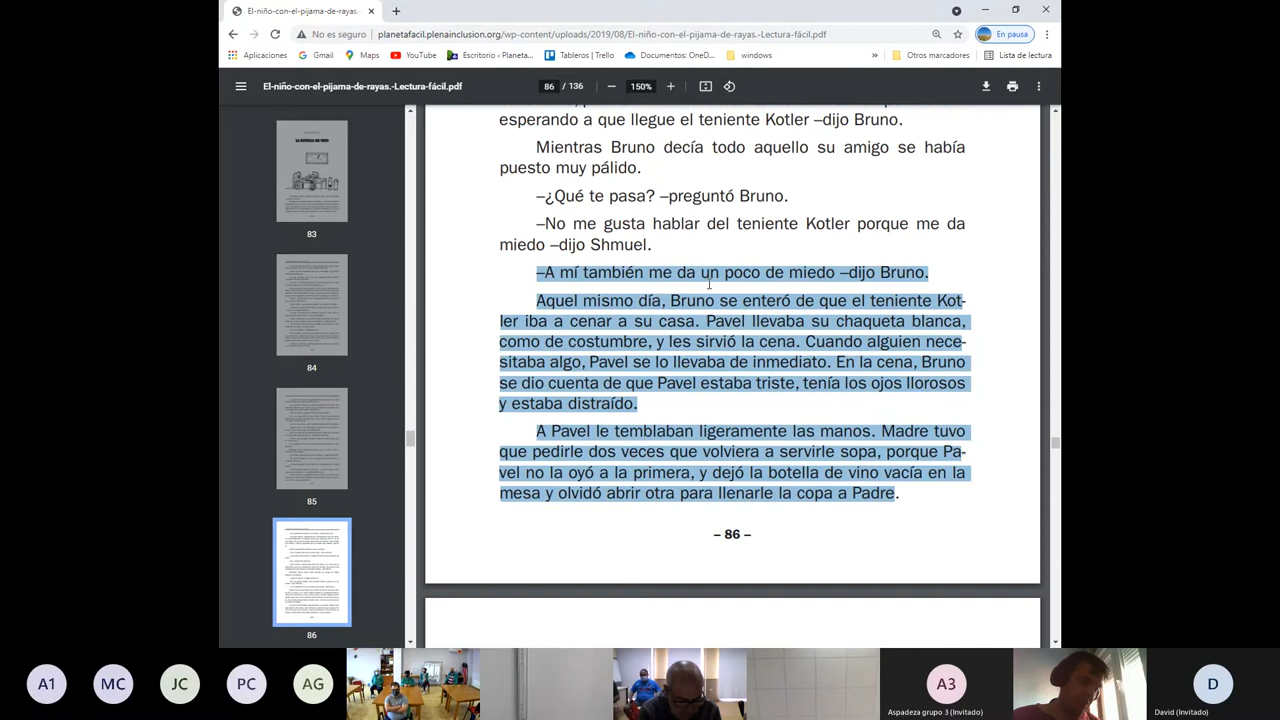 El-niño-con-el-pijama-de-rayas.-
No es seguro
planetafacil.plenainclusion.org/wp-content/uploads/2019/08/El-niño-con-el-pijama-de-rayas.-Lectura-fácil.pdf
En pausa
Aplicaciones
Gmail
Maps
YouTube
Escritorio - Planeta...
Tableros | Trello
Documentos: OneD...
windows
»
Otros marcadores
Lista de lectura
El-niño-con-el-pijama-de-rayas.-Lectura-fácil.pdf
86 / 136
150%
83
84
85
86
esperando a que llegue el teniente Kotler –dijo Bruno.
Mientras Bruno decía todo aquello su amigo se había
puesto muy pálido.
–¿Qué te pasa? –preguntó Bruno.
–No me gusta hablar del teniente Kotler porque me da
miedo –dijo Shmuel.
–A mí también me da un poco de miedo –dijo Bruno.
Aquel mismo día, Bruno se enteró de que el teniente Kot-
ler iba a cenar a su casa. Pavel llevaba su chaqueta blanca,
como de costumbre, y les sirvió la cena. Cuando alguien nece-
sitaba algo, Pavel se lo llevaba de inmediato. En la cena, Bruno
se dio cuenta de que Pavel estaba triste, tenía los ojos llorosos
y estaba distraído.
A Pavel le temblaban ligeramente las manos. Madre tuvo
que pedirle dos veces que volviera a servirle sopa, porque Pa-
vel no la oyó a la primera, y dejó la botella de vino vacía en la
mesa y olvidó abrir otra para llenarle la copa a Padre.
– 86 –
A1
MC
JC
PC
AG
A3
Aspadeza grupo 3 (Invitado)
D
David (Invitado)